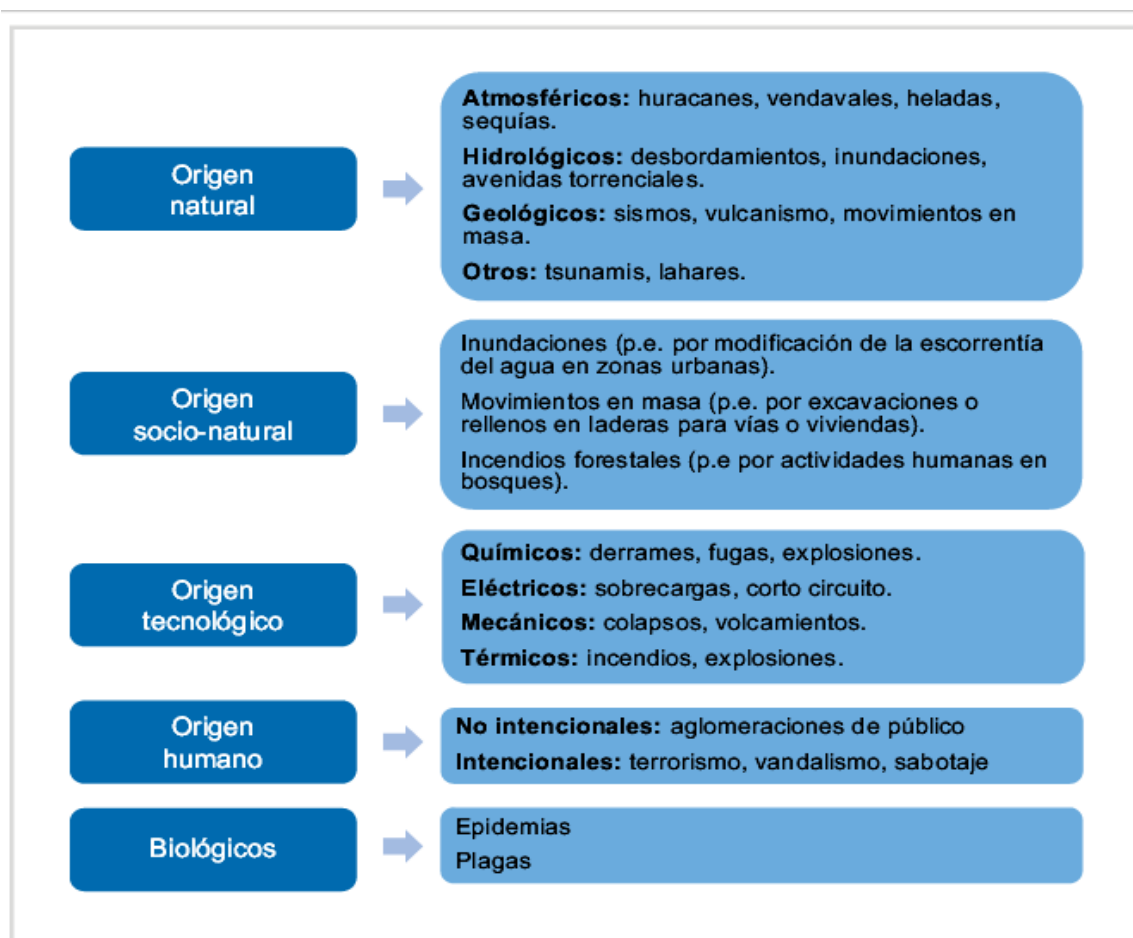 Origen
natural
Atmosféricos: huracanes, vendavales, heladas,
sequías.
Hidrológicos: desbordamientos, inundaciones,
avenidas torrenciales.
Geológicos: sismos, vulcanismo, movimientos en
masa.
Otros: tsunamis, lahares.
Origen
socio-natural
Inundaciones (p.e. por modificación de la escorrentía
del agua en zonas urbanas).
Movimientos en masa (p.e. por excavaciones o
rellenos en laderas para vías o viviendas).
Incendios forestales (p.e por actividades humanas en
bosques).
Origen
tecnológico
Químicos: derrames, fugas, explosiones.
Eléctricos: sobrecargas, corto circuito.
Mecánicos: colapsos, volcamientos.
Térmicos: incendios, explosiones.
Origen
humano
No intencionales: aglomeraciones de público
Intencionales: terrorismo, vandalismo, sabotaje
Biológicos
Epidemias
Plagas